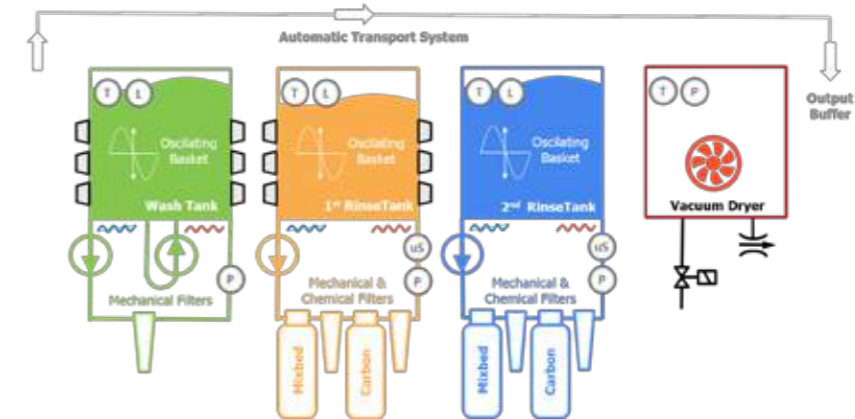 Automatic Transport System
Output
Buffer
T
L
Oscilating
Basket
Wash Tank
P
Mechanical Filters
T
L
Oscilating
Basket
1st RinseTank
uS
P
Mechanical &
Chemical Filters
Mixbed
Carbon
T
L
Oscilating
Basket
2nd RinseTank
uS
P
Mechanical &
Chemical Filters
Mixbed
Carbon
T
P
Vacuum Dryer